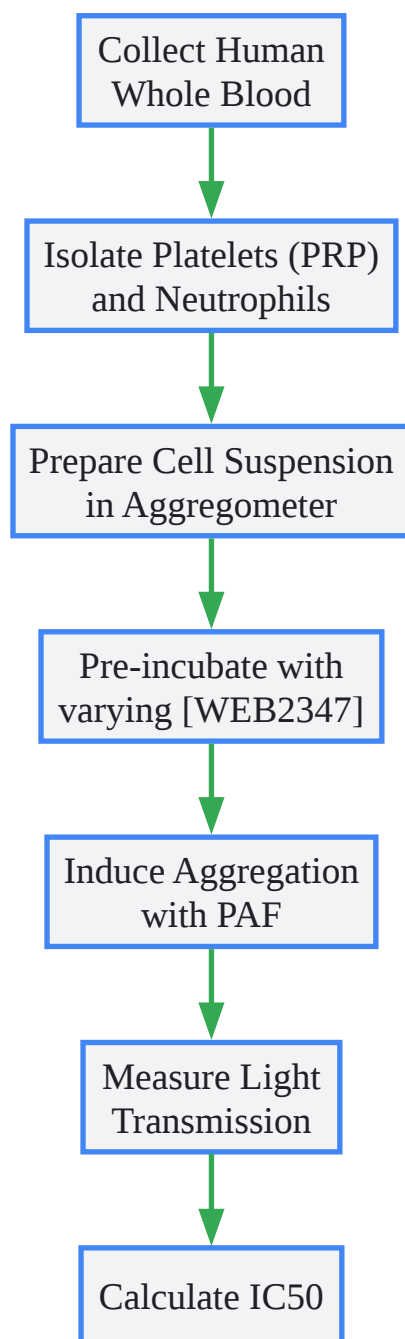 Collect Human
Whole Blood
Isolate Platelets (PRP)
and Neutrophils
Prepare Cell Suspension
in Aggregometer
Pre-incubate with
varying [WEB2347]
Induce Aggregation
with PAF
Measure Light
Transmission
Calculate IC50